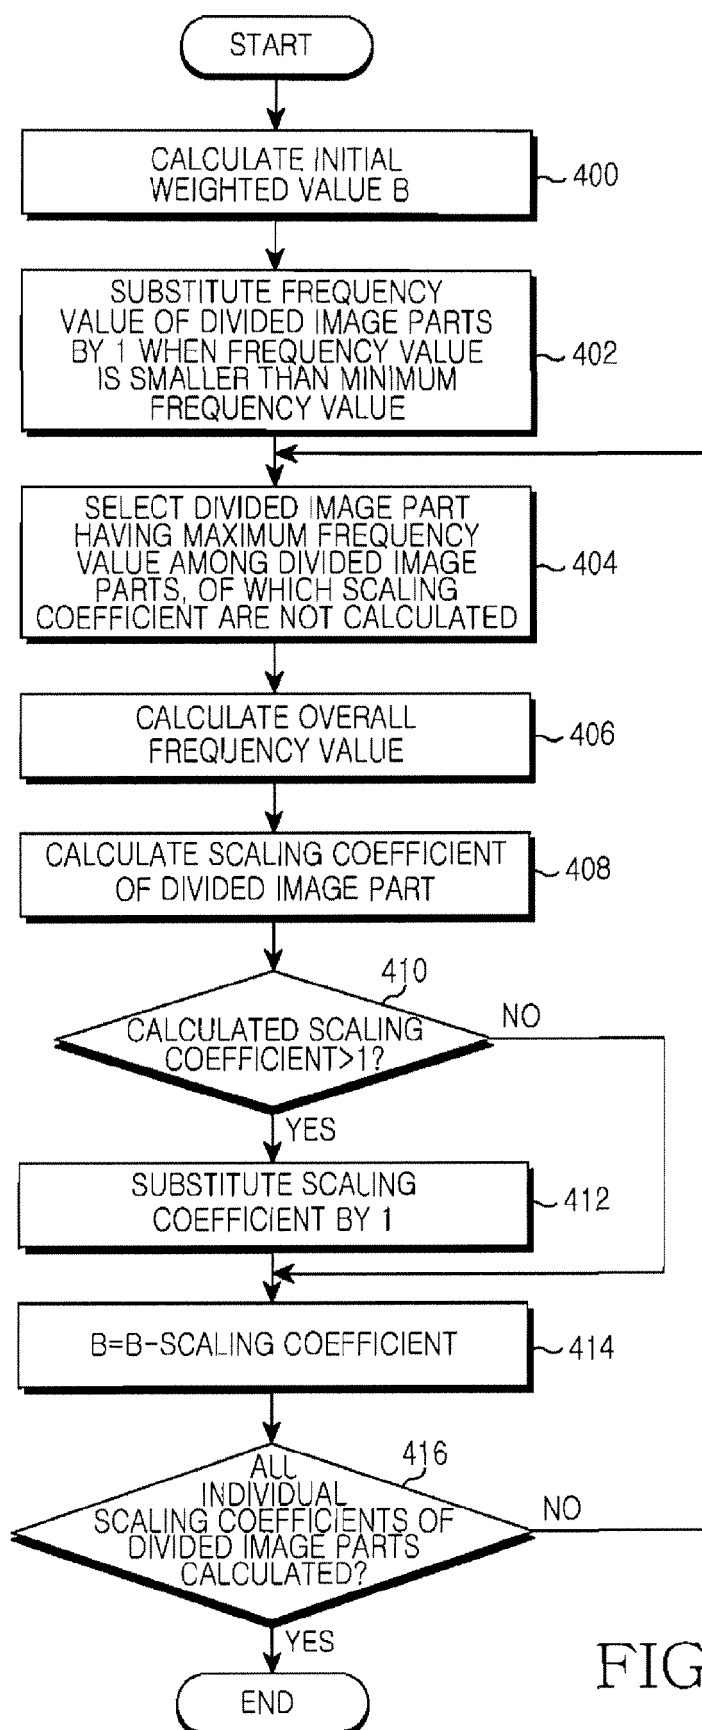 START
CALCULATE INITIAL
WEIGHTED VALUE B
400
SUBSTITUTE FREQUENCY
VALUE OF DIVIDED IMAGE PARTS
BY 1 WHEN FREQUENCY VALUE
IS SMALLER THAN MINIMUM
FREQUENCY VALUE
402
SELECT DIVIDED IMAGE PART
HAVING MAXIMUM FREQUENCY
VALUE AMONG DIVIDED IMAGE
PARTS, OF WHICH SCALING
COEFFICIENT ARE NOT CALCULATED
404
CALCULATE OVERALL
FREQUENCY VALUE
406
CALCULATE SCALING COEFFICIENT
OF DIVIDED IMAGE PART
408
410
CALCULATED SCALING
COEFFICIENT>1?
NO
YES
SUBSTITUTE SCALING
COEFFICIENT BY 1
412
B=B-SCALING COEFFICIENT
414
416
ALL
INDIVIDUAL
SCALING COEFFICIENTS OF
DIVIDED IMAGE PARTS
CALCULATED?
NO
YES
END
FIG